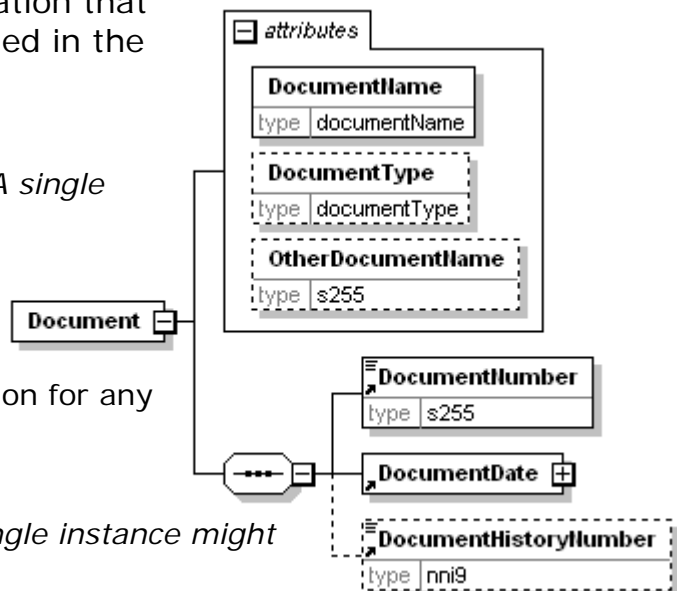 ation that
ed in the
A single
on for any
ngle instance might
attributes
DocumentName
type documentName
DocumentType
type documentType
OtherDocumentName
type s255
Document
DocumentNumber
type s255
DocumentDate
DocumentHistoryNumber
type nni9